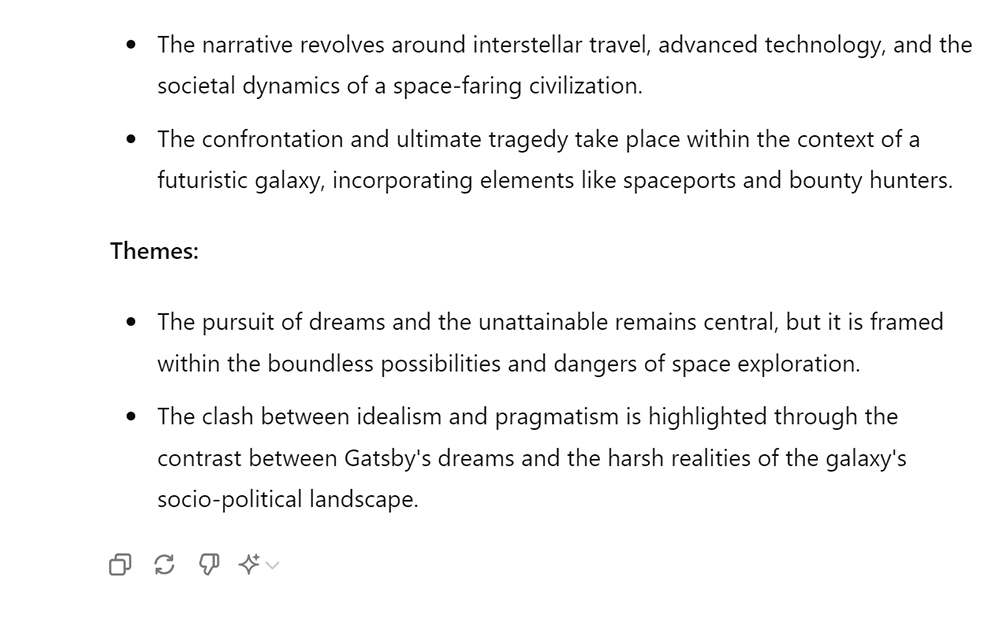 The narrative revolves around interstellar travel, advanced technology, and the
societal dynamics of a space-faring civilization.
The confrontation and ultimate tragedy take place within the context of a
futuristic galaxy, incorporating elements like spaceports and bounty hunters.
Themes:
The pursuit of dreams and the unattainable remains central, but it is framed
within the boundless possibilities and dangers of space exploration.
The clash between idealism and pragmatism is highlighted through the
contrast between Gatsby's dreams and the harsh realities of the galaxy's
socio-political landscape.